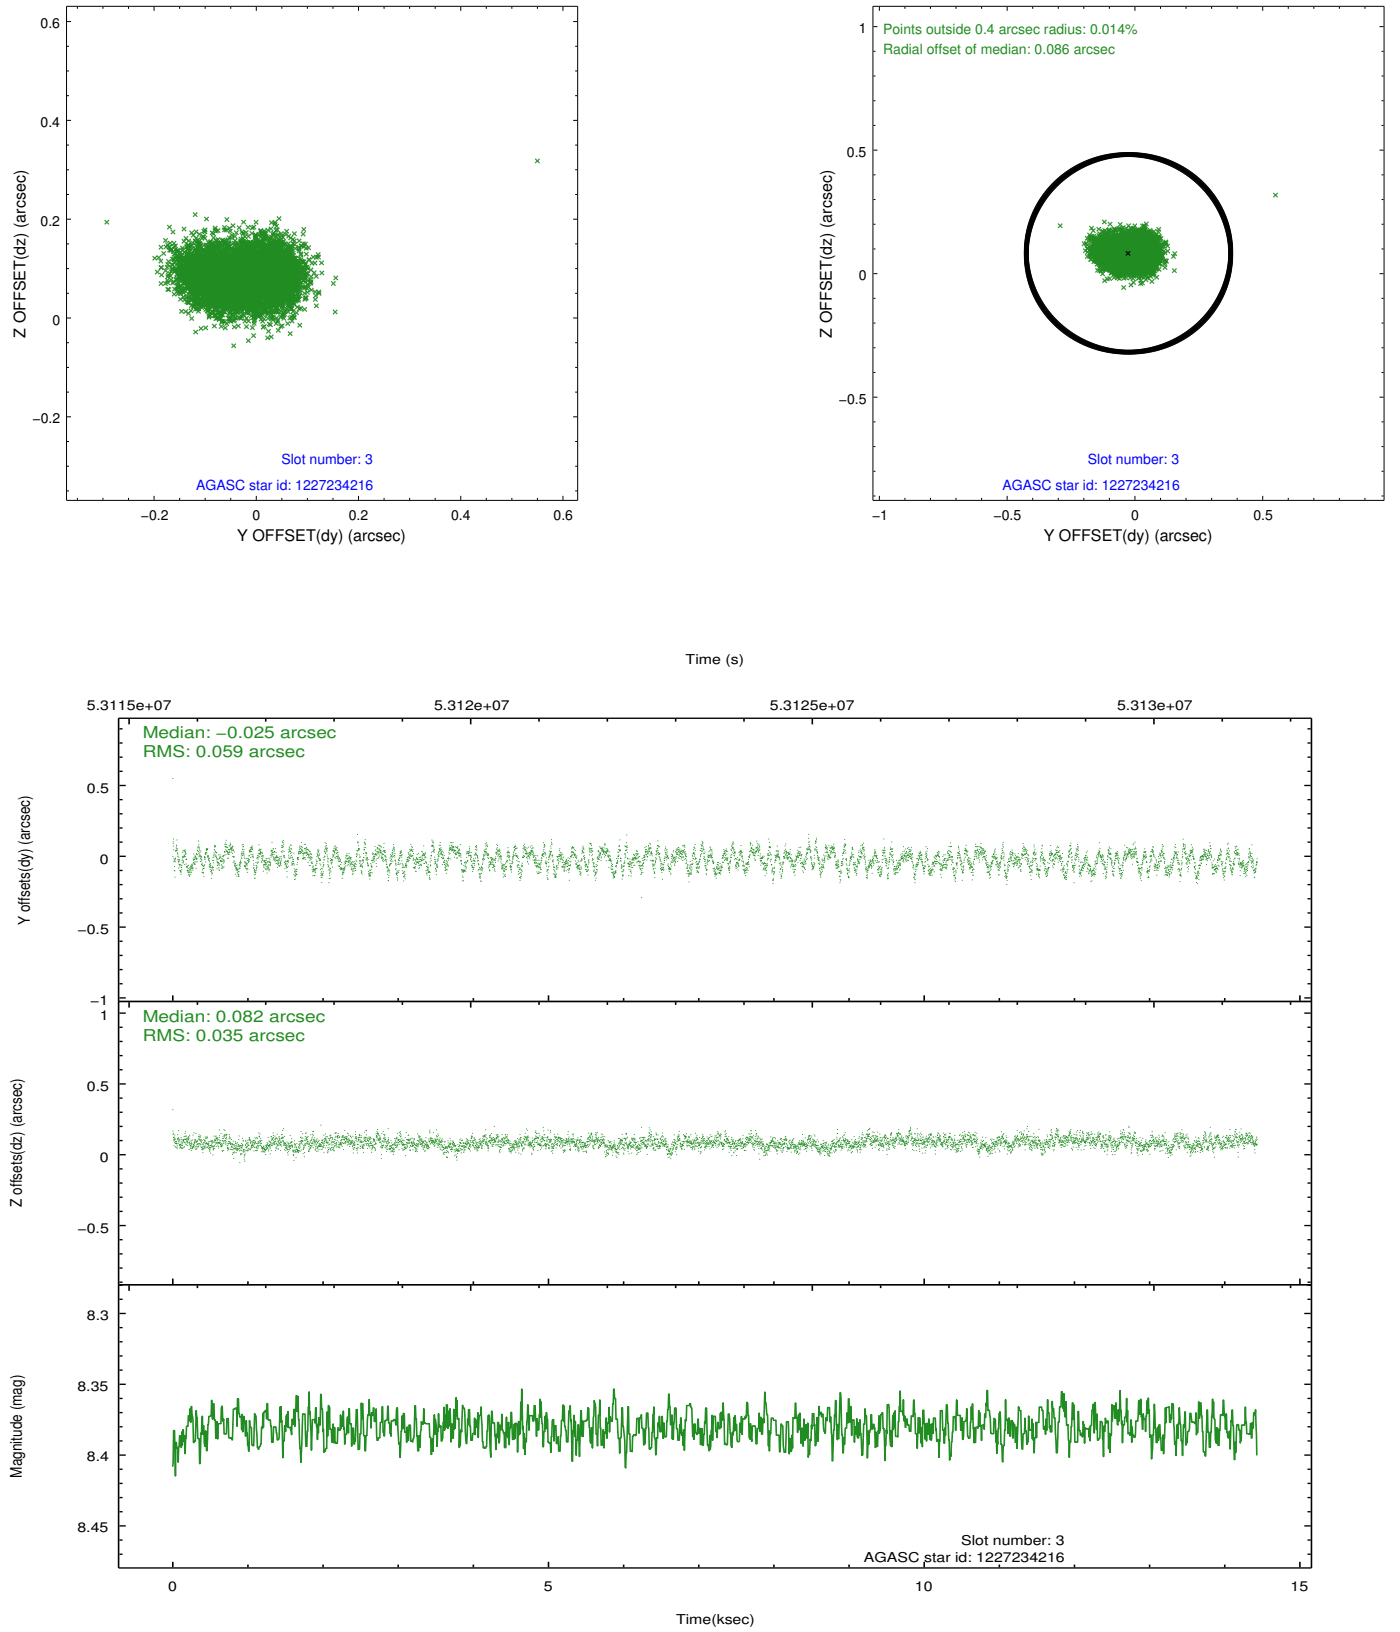 0.6
0.4
0.2
0
−0.2
Z OFFSET(dz) (arcsec)
Slot number: 3
AGASC star id: 1227234216
−0.2
0
0.2
0.4
0.6
Y OFFSET(dy) (arcsec)
Points outside 0.4 arcsec radius: 0.014%
Radial offset of median: 0.086 arcsec
1
0.5
0
−0.5
Z OFFSET(dz) (arcsec)
Slot number: 3
AGASC star id: 1227234216
−1
−0.5
0
0.5
Y OFFSET(dy) (arcsec)
Time (s)
5.3115e+07
5.312e+07
5.3125e+07
5.313e+07
Median: −0.025 arcsec
RMS: 0.059 arcsec
0.5
0
−0.5
−1
Y offsets(dy) (arcsec)
Median: 0.082 arcsec
RMS: 0.035 arcsec
1
0.5
0
−0.5
Z offsets(dz) (arcsec)
8.3
8.35
8.4
8.45
Magnitude (mag)
Slot number: 3
AGASC star id: 1227234216
0
5
10
15
Time(ksec)